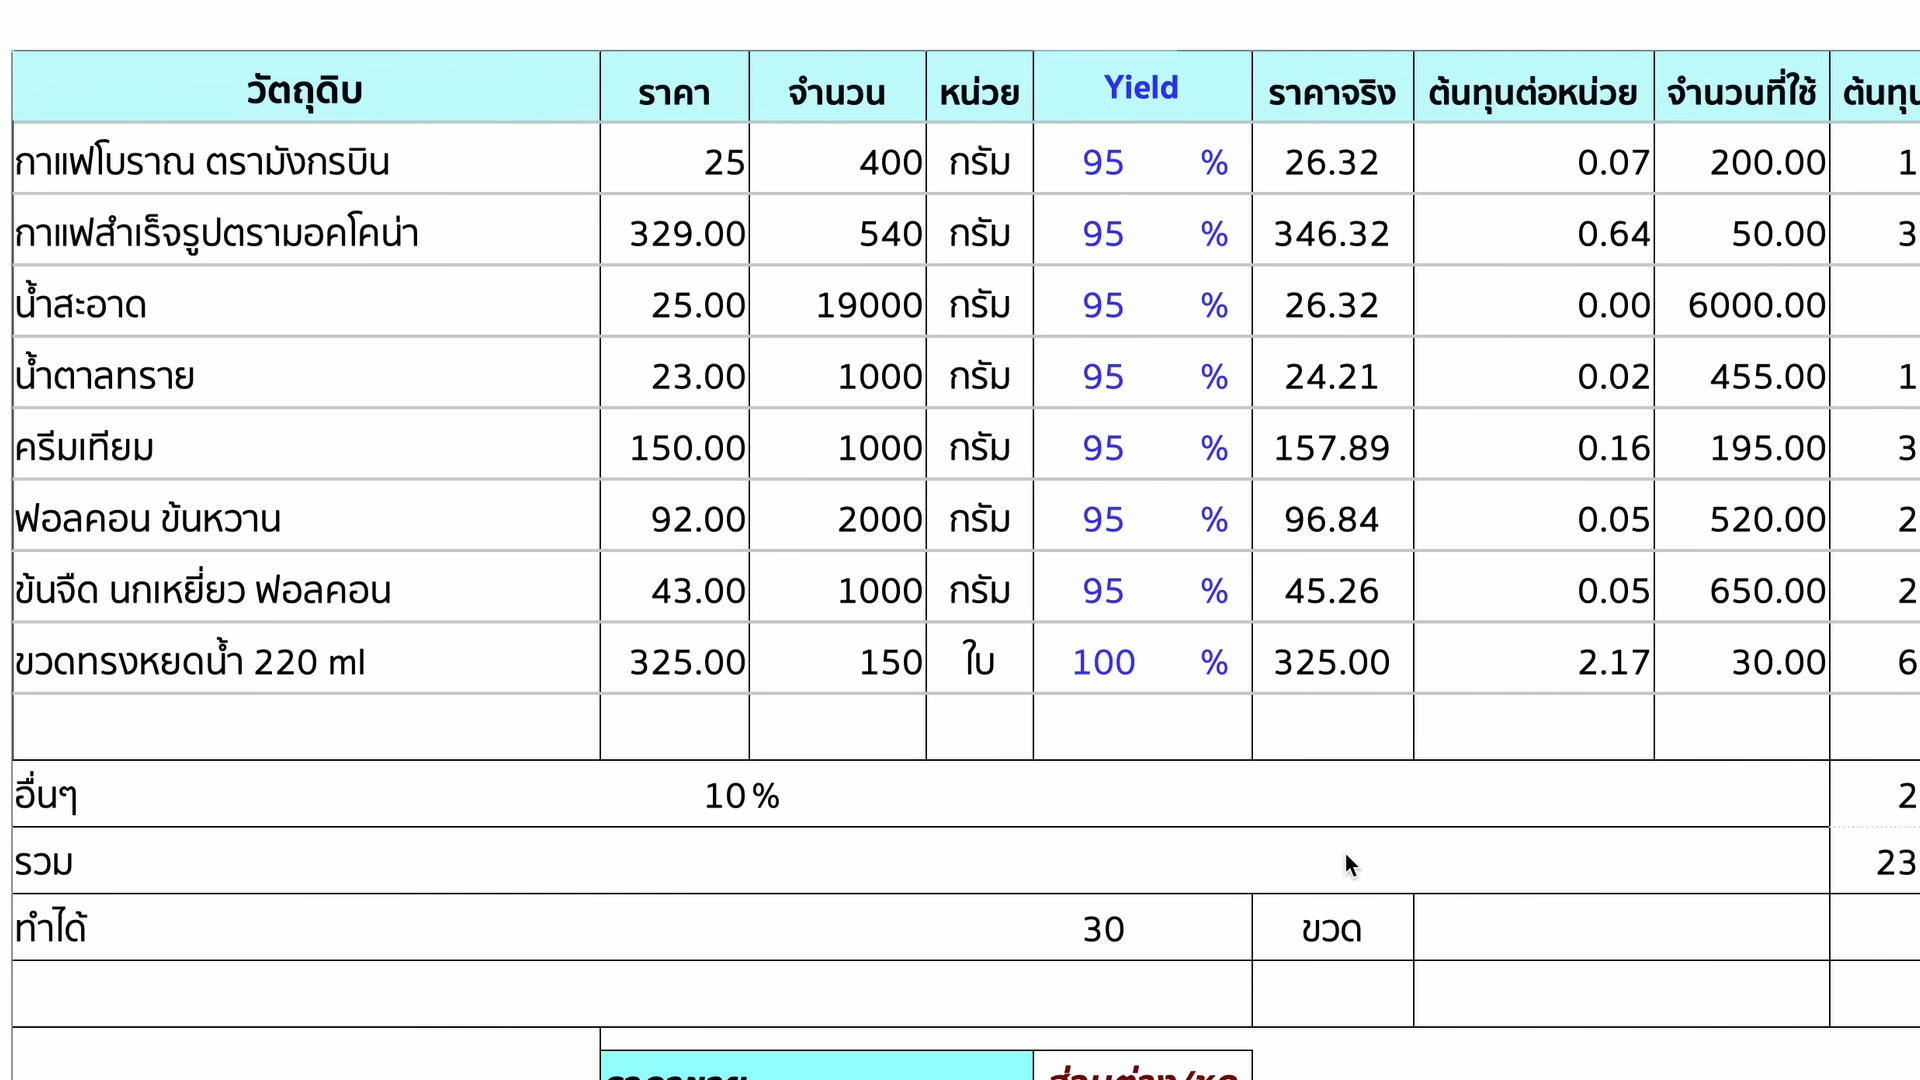 วัตถุดิบ ราคา จำนวน หน่วย Yield ราคาจริง ต้นทุนต่อหน่วย จำนวนที่ใช้
กาแฟโบราณ ตรามังกรบิน 25 400 กรัม 95 % 26.32 0.07 200.00 1
กาแฟสำเร็จรูปตรามอคโคน่า 329.00 540 กรัม 95 % 346.32 0.64 50.00 3
น้ำสะอาด 25.00 19000 กรัม 95 % 26.32 0.00 6000.00
น้ำตาลทราย 23.00 1000 กรัม 95 % 24.21 0.02 455.00 1
ครีมเทียม 150.00 1000 กรัม 95 % 157.89 0.16 195.00 3
ฟอลคอน ข้นหวาน 92.00 2000 กรัม 95 % 96.84 0.05 520.00 2
ข้นจืด นกเหยี่ยว ฟอลคอน 43.00 1000 กรัม 95 % 45.26 0.05 650.00 2
ขวดทรงหยดน้ำ 220 ml 325.00 150 ใบ 100 % 325.00 2.17 30.00 6
อื่นๆ 10% 2
รวม 23
ทำได้ 30 ขวด